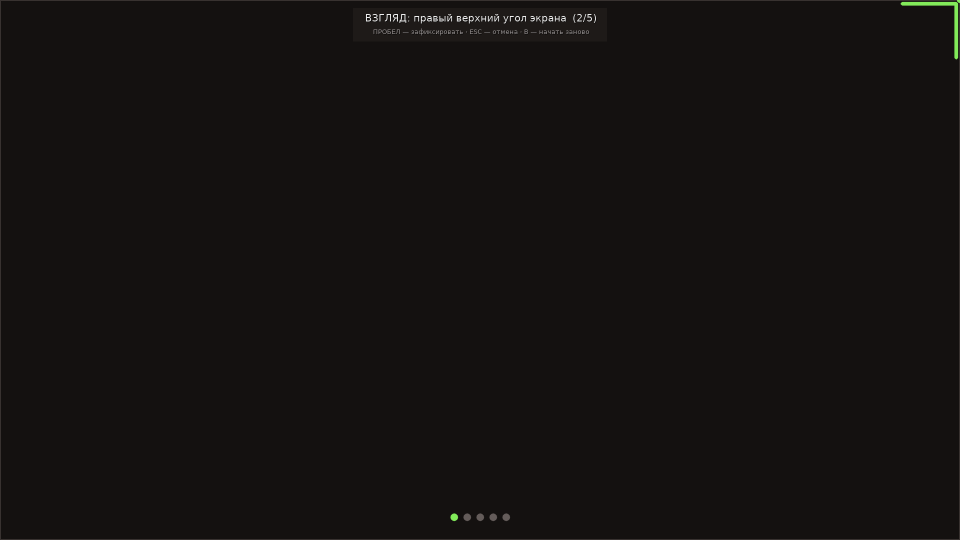 ВЗГЛЯД: правый верхний угол экрана (2/5)
ПРОБЕЛ — зафиксировать · ESC — отмена · В — начать заново